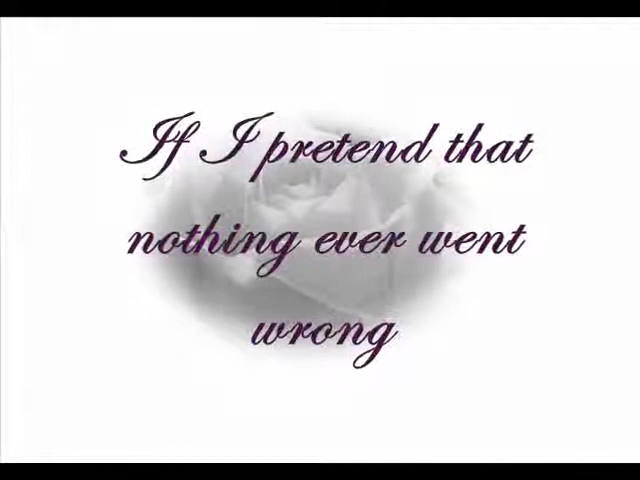 If I pretend that
nothing ever went
wrong